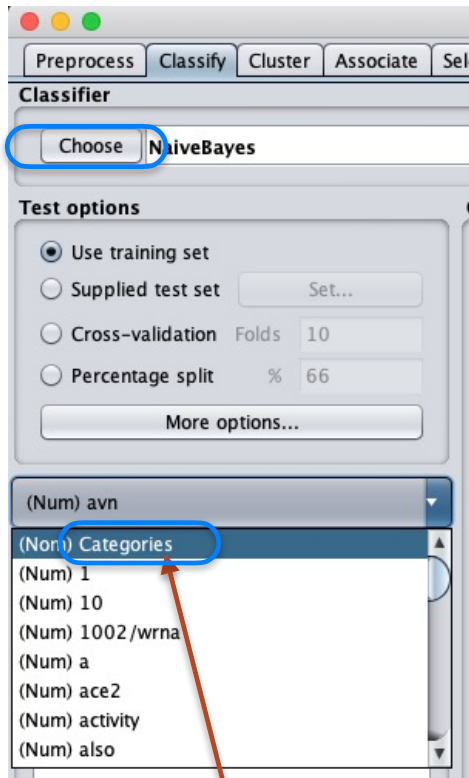 Preprocess Classify Cluster Associate Sel
Classifier
Choose NaiveBayes
Test options
Use training set
Supplied test set Set...
Cross-validation Folds 10
Percentage split % 66
More options...
(Num) avn
(Nom) Categories
(Num) 1
(Num) 10
(Num) 1002/wrna
(Num) a
(Num) ace2
(Num) activity
(Num) also